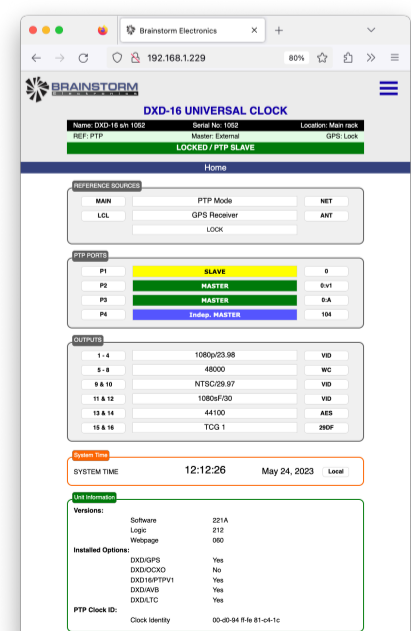 Brainstorm Electronics
192.168.1.229
80%
BRAINSTORM
Electronics
DXD-16 UNIVERSAL CLOCK
Name: DXD-16 s/n 1052 Serial No: 1052 Location: Main rack
REF: PTP Master: External GPS: Lock
LOCKED / PTP SLAVE
Home
REFERENCE SOURCES
MAIN PTP Mode NET
LCL GPS Receiver ANT
LOCK
PTP PORTS
P1 SLAVE 0
P2 MASTER 0:v1
P3 MASTER 0:A
P4 Indep. MASTER 104
OUTPUTS
1 - 4 1080p/23.98 VID
5 - 8 48000 WC
9 & 10 NTSC/29.97 VID
11 & 12 1080sF/30 VID
13 & 14 44100 AES
15 & 16 TCG 1 29DF
System Time
SYSTEM TIME 12:12:26 May 24, 2023 Local
Unit Information
Versions:
Software 221A
Logic 212
Webpage 060
Installed Options:
DXD/GPS Yes
DXD/OCXO No
DXD16/PTPV1 Yes
DXD/AVB Yes
DXD/LTC Yes
PTP Clock ID:
Clock Identity 00-d0-94 ff-fe 81-c4-1c